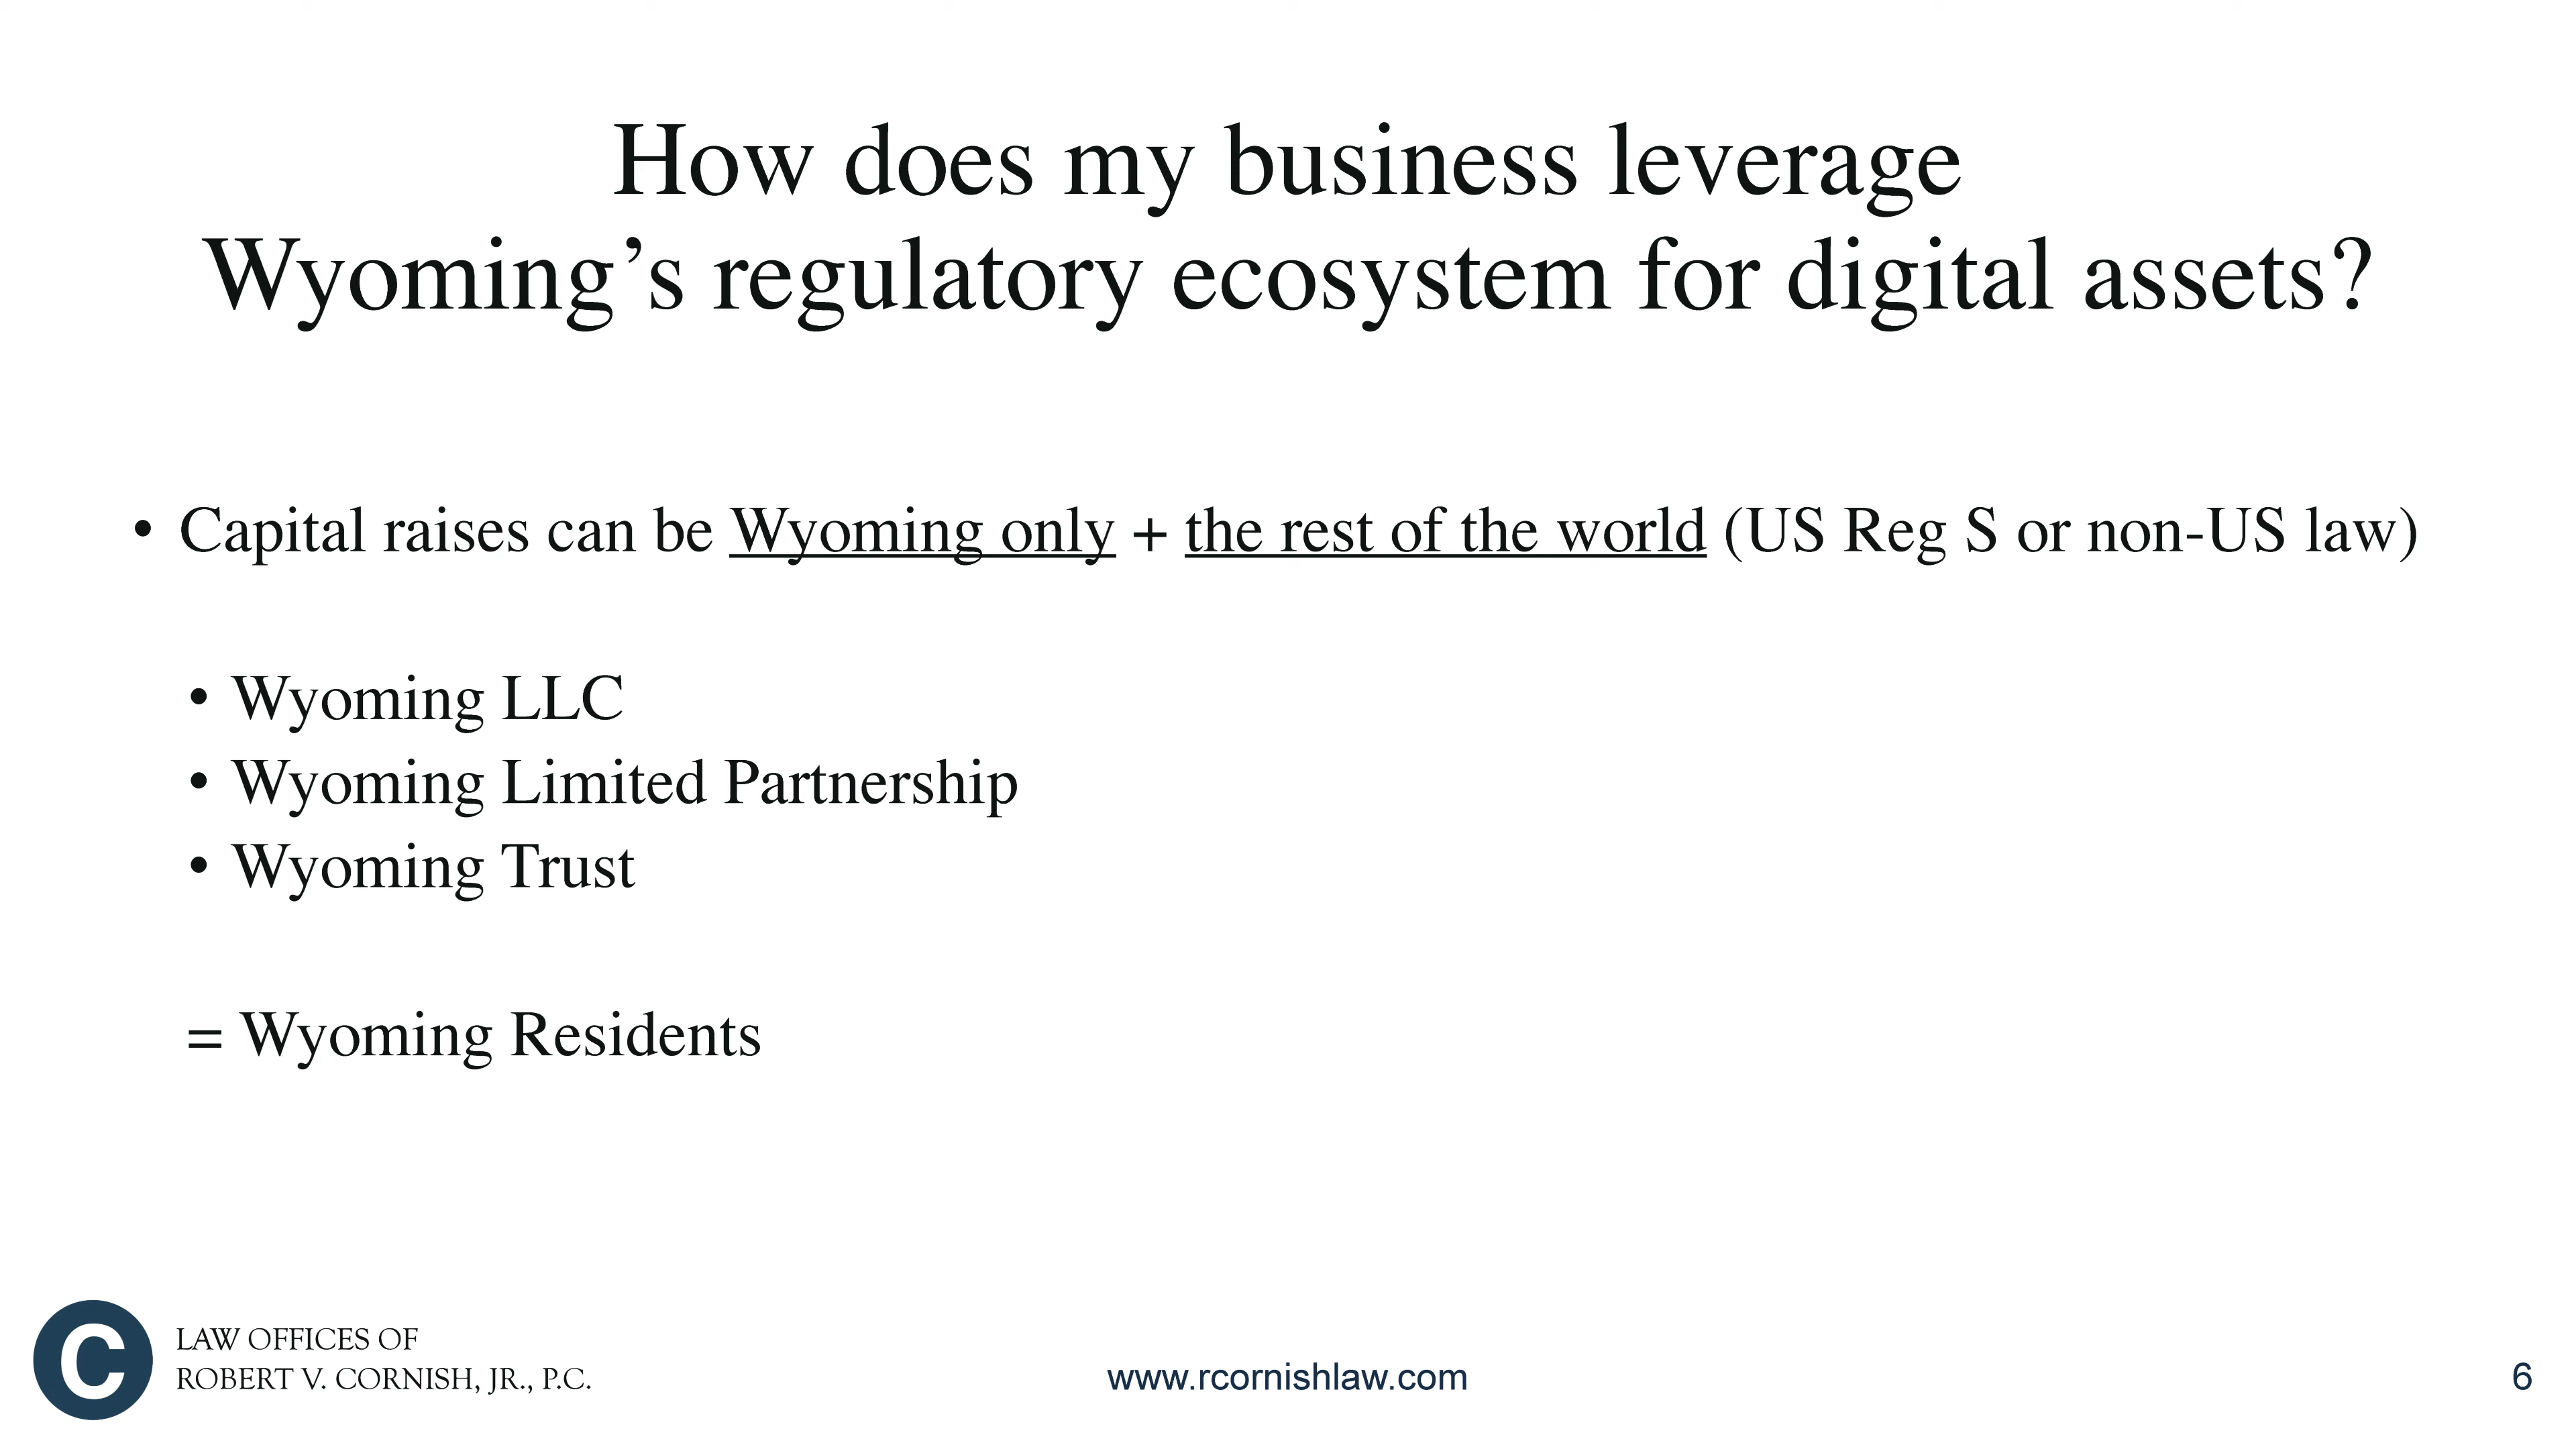 How does my business leverage
Wyoming’s regulatory ecosystem for digital assets?
• Capital raises can be Wyoming only + the rest of the world (US Reg S or non-US law)
• Wyoming LLC
• Wyoming Limited Partnership
• Wyoming Trust
= Wyoming Residents
C
LAW OFFICES OF
ROBERT V. CORNISH, JR., P.C.
www.rcornishlaw.com
6